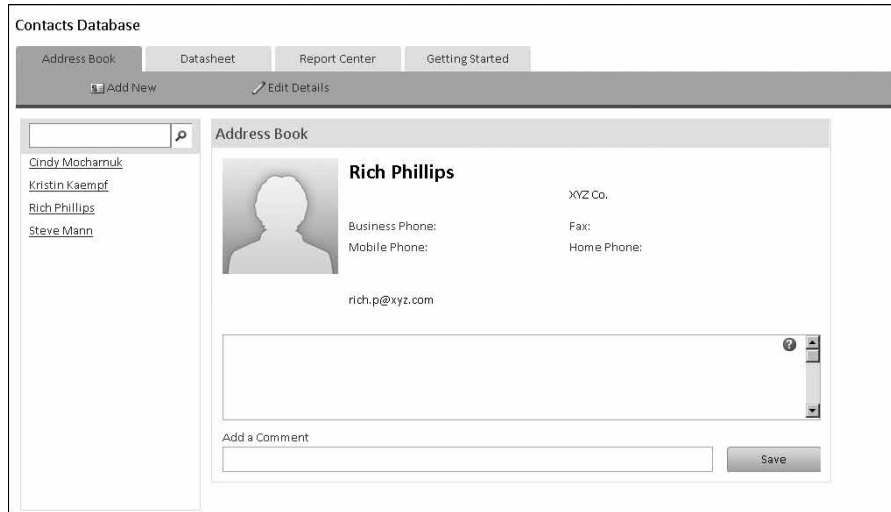 Contacts Database
Address Book Datasheet Report Center Getting Started
Add New Edit Details
Cindy Mocharnuk
Kristin Kaempf
Rich Phillips
Steve Mann
Address Book
Rich Phillips
XYZ Co.
Business Phone: Fax:
Mobile Phone: Home Phone:
rich.p@xyz.com
?
Add a Comment
Save